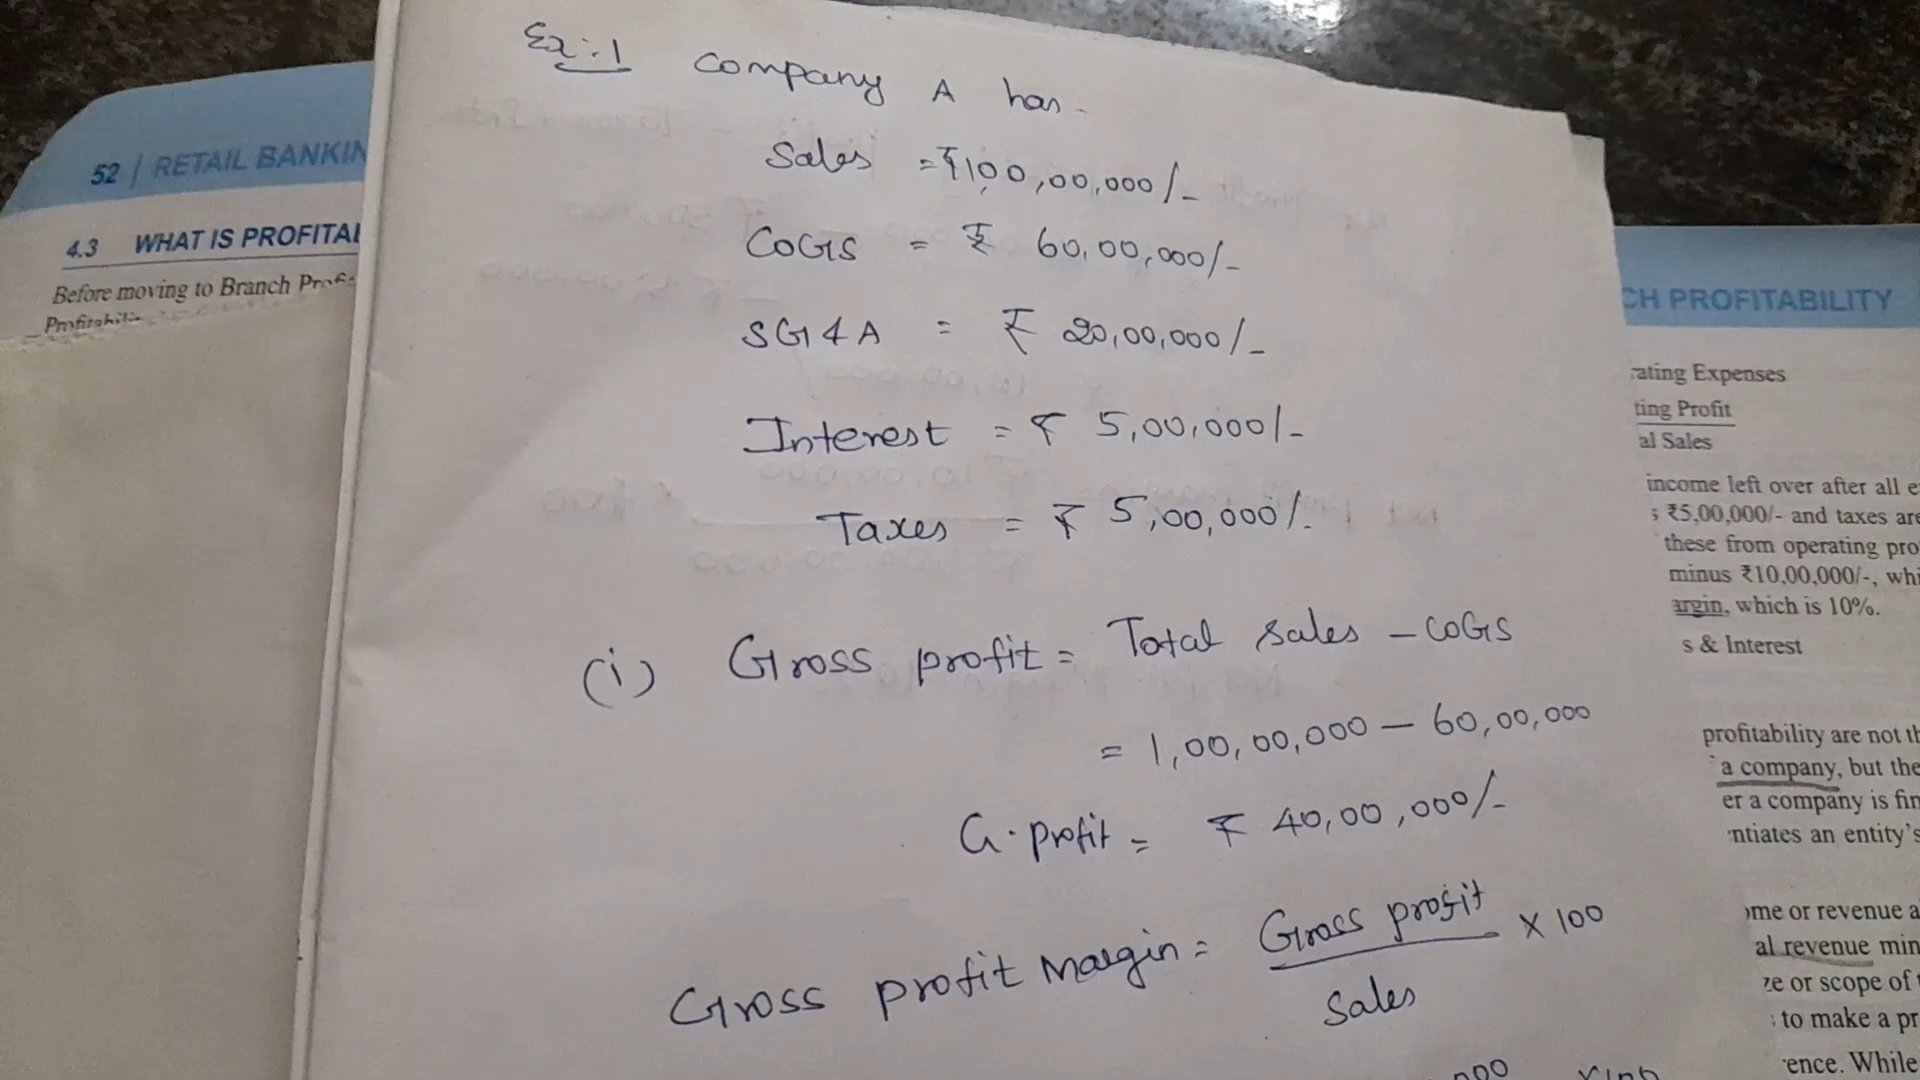 Ex:1 Company A has
Sales = ₹100,00,000/-
COGS = ₹ 60,00,000/-
SG&A = ₹ 20,00,000/-
Interest = ₹ 5,00,000/-
Taxes = ₹ 5,00,000/-
(i) Gross profit = Total sales - COGS
= 1,00,00,000 - 60,00,000
G. profit = ₹ 40,00,000/-
Gross profit Margin = Gross profit x 100
Sales
52 | RETAIL BANKIN
4.3 WHAT IS PROFITA
Before moving to Branch
CH PROFITABILITY
ating Expenses
ting Profit
al Sales
income left over after all e
s ₹5,00,000/- and taxes are
these from operating pro
minus ₹10,00,000/-, whi
argin, which is 10%.
s & Interest
profitability are not th
a company, but the
er a company is fin
ntiates an entity's
ome or revenue a
al revenue min
ze or scope of
to make a pr
ence. While